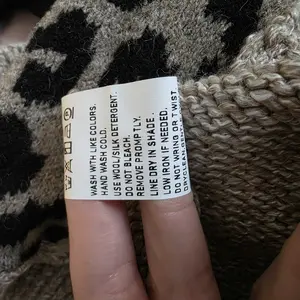 WASH WITH LIKE COLORS.
HAND WASH COLD.
USE WOOL/SILK DETERGENT.
DO NOT BLEACH.
REMOVE PROMPTLY.
LINE DRY IN SHADE.
LOW IRON IF NEEDED.
DO NOT WRING OR TWIST.
DRYCLEAN